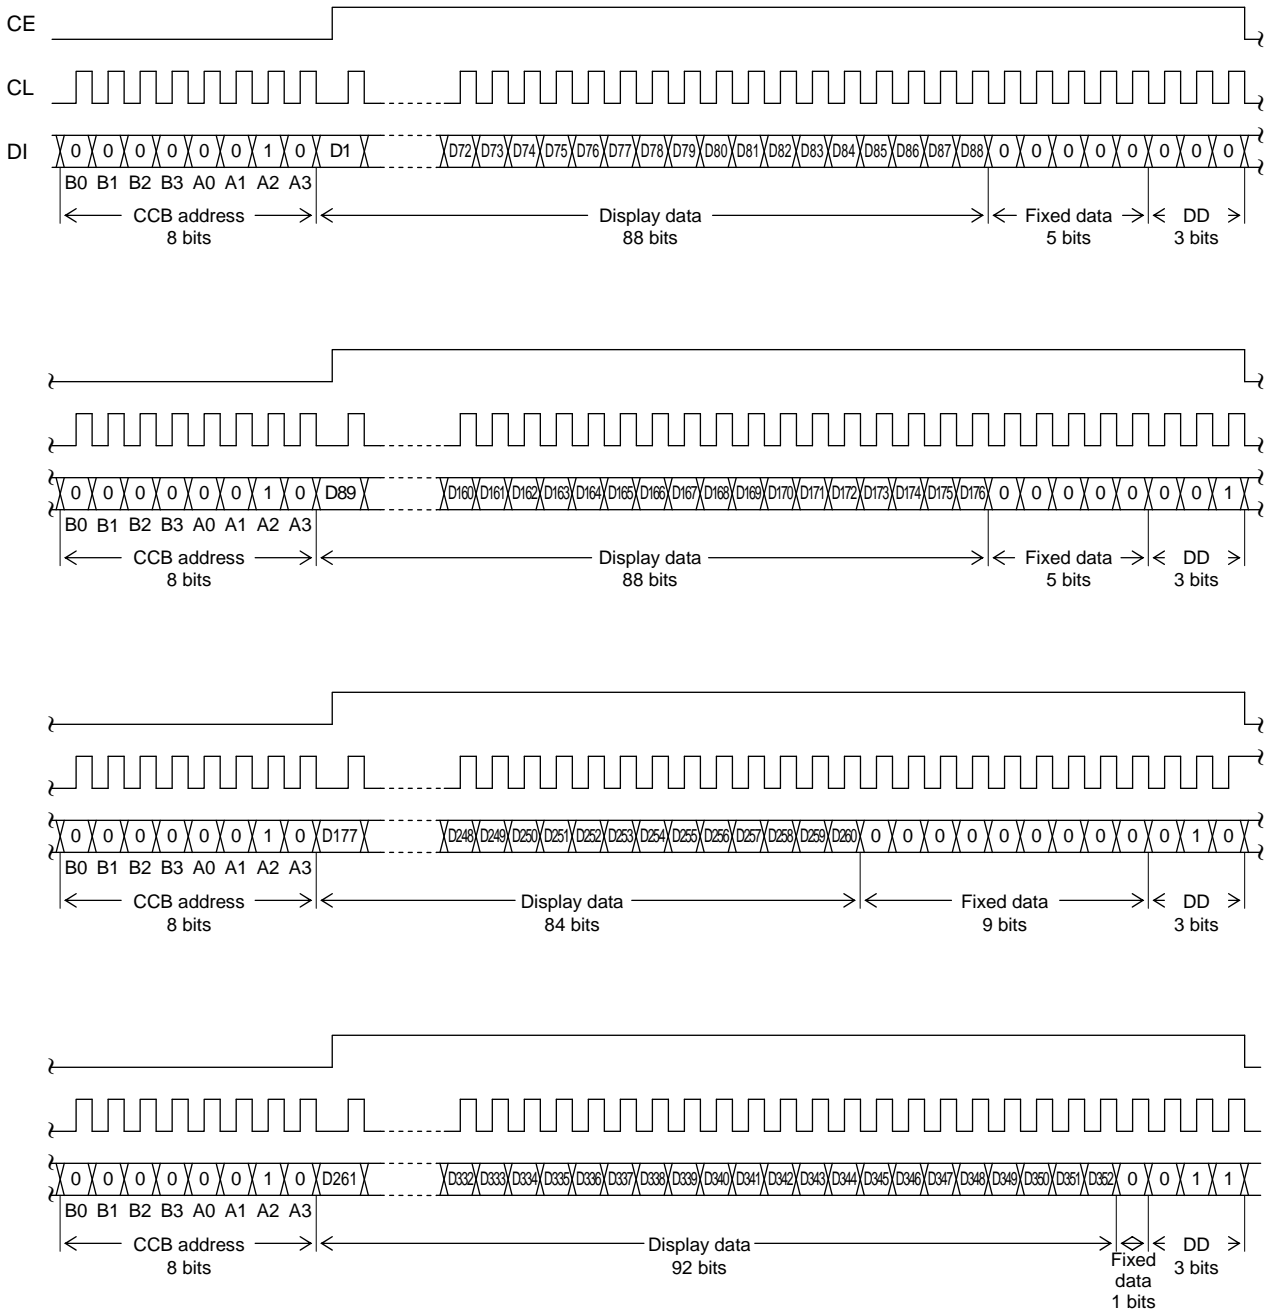 CE
CL
DI 0 0 0 0 0 0 1 0 D1 D72 D73 D74 D75 D76 D77 D78 D79 D80 D81 D82 D83 D84 D85 D86 D87 D88 0 0 0 0 0 0 0 0
B0 B1 B2 B3 A0 A1 A2 A3
CCB address Display data Fixed data DD
8 bits 88 bits 5 bits 3 bits
0 0 0 0 0 0 1 0 D89 D160 D161 D162 D163 D164 D165 D166 D167 D168 D169 D170 D171 D172 D173 D174 D175 D176 0 0 0 0 0 0 0 1
B0 B1 B2 B3 A0 A1 A2 A3
CCB address Display data Fixed data DD
8 bits 88 bits 5 bits 3 bits
0 0 0 0 0 0 1 0 D177 D248 D249 D250 D251 D252 D253 D254 D255 D256 D257 D258 D259 D260 0 0 0 0 0 0 0 0 0 0 1 0
B0 B1 B2 B3 A0 A1 A2 A3
CCB address Display data Fixed data DD
8 bits 84 bits 9 bits 3 bits
0 0 0 0 0 0 1 0 D261 D332 D333 D334 D335 D336 D337 D338 D339 D340 D341 D342 D343 D344 D345 D346 D347 D348 D349 D350 D351 D352 0 0 1 1
B0 B1 B2 B3 A0 A1 A2 A3
CCB address Display data DD
8 bits 92 bits 3 bits
Fixed
data
1 bits